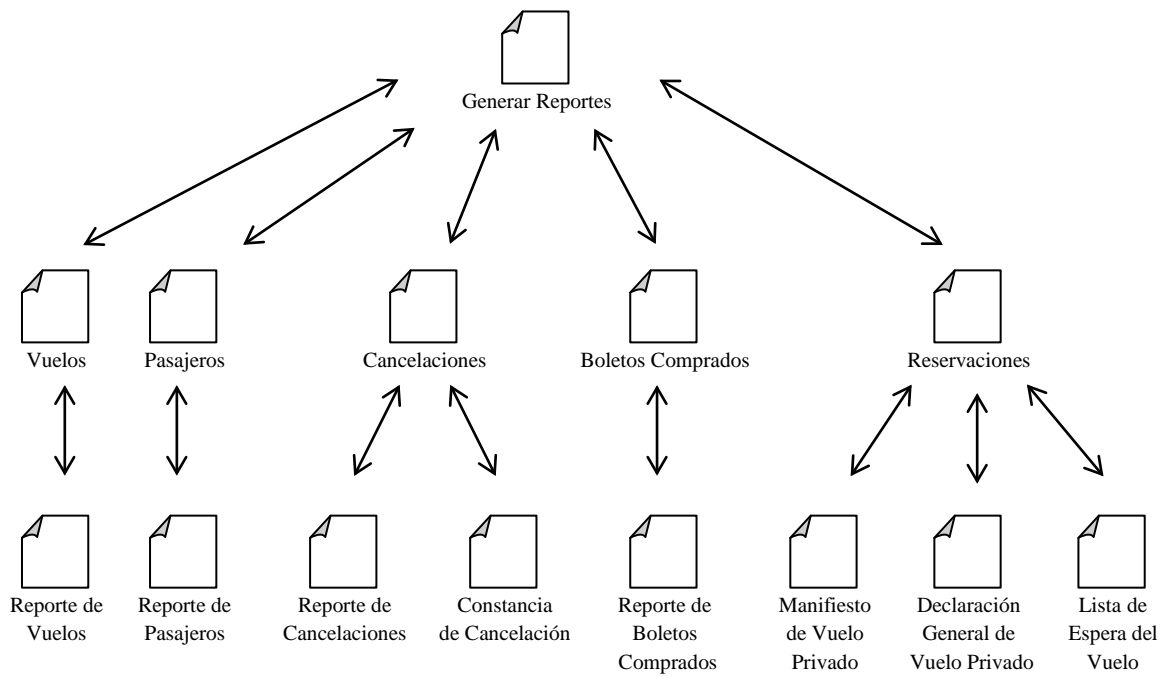 Generar Reportes
Vuelos
Pasajeros
Cancelaciones
Boletos Comprados
Reservaciones
Reporte de
Vuelos
Reporte de
Pasajeros
Reporte de
Cancelaciones
Constancia
de Cancelación
Reporte de
Boletos
Comprados
Manifiesto
de Vuelo
Privado
Declaración
General de
Vuelo Privado
Lista de
Espera del
Vuelo